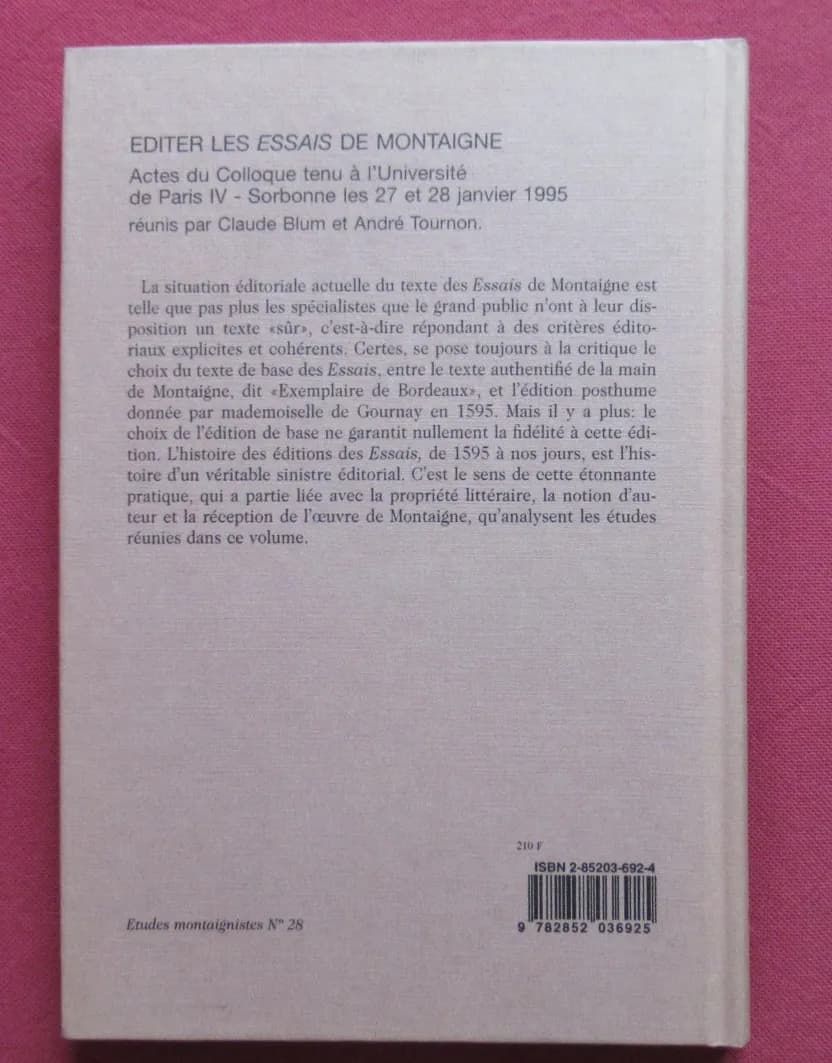 EDITER LES ESSAIS DE MONTAIGNE
Actes du Colloque tenu à l'Université
de Paris IV - Sorbonne les 27 et 28 janvier 1995
réunis par Claude Blum et André Tournon.
La situation éditoriale actuelle du texte des Essais de Montaigne est
telle que pas plus les spécialistes que le grand public n'ont à leur dis-
position un texte «sûr», c'est-à-dire répondant à des critères édito-
riaux explicites et cohérents. Certes, se pose toujours à la critique le
choix du texte de base des Essais, entre le texte authentifié de la main
de Montaigne, dit «Exemplaire de Bordeaux», et l'édition posthume
donnée par mademoiselle de Gournay en 1595. Mais il y a plus: le
choix de l'édition de base ne garantit nullement la fidélité à cette édi-
tion. L'histoire des éditions des Essais, de 1595 à nos jours, est l'his-
toire d'un véritable sinistre éditorial. C'est le sens de cette étonnante
pratique, qui a partie liée avec la propriété littéraire, la notion d'au-
teur et la réception de l'œuvre de Montaigne, qu'analysent les études
réunies dans ce volume.
210 F
ISBN 2-85203-692-4
9 782852 036925
Etudes montaignistes N° 28